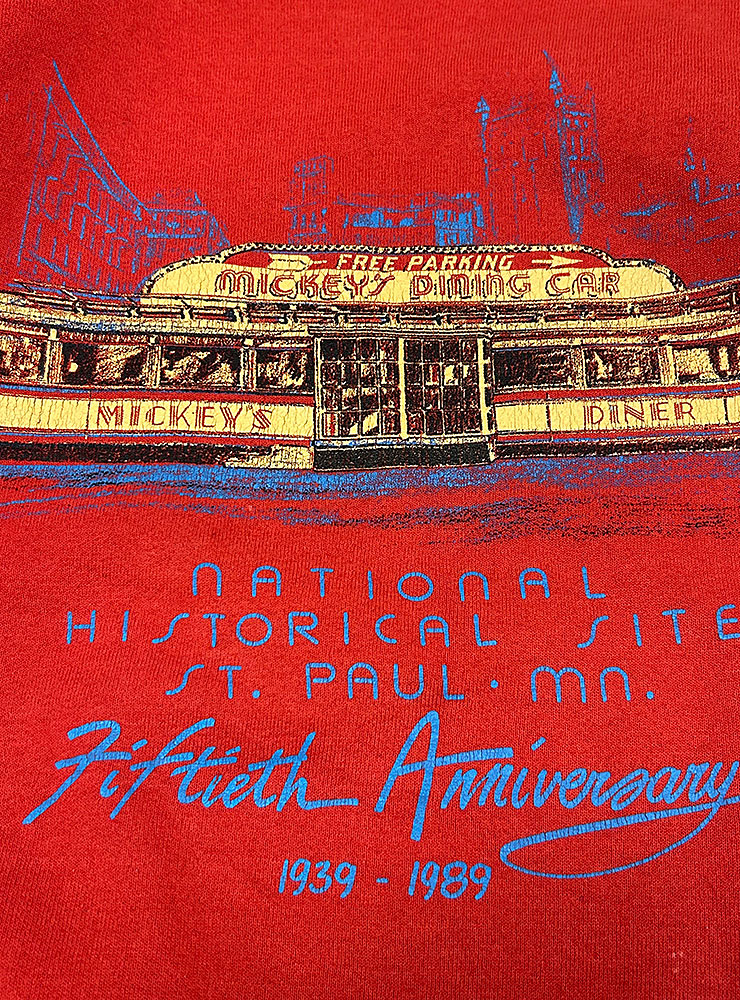 FREE PARKING
MICKEY'S DINING CAR
MICKEY'S DINER
NATIONAL
HISTORICAL SITE
ST. PAUL · MN.
Fiftieth Anniversary
1939 - 1989